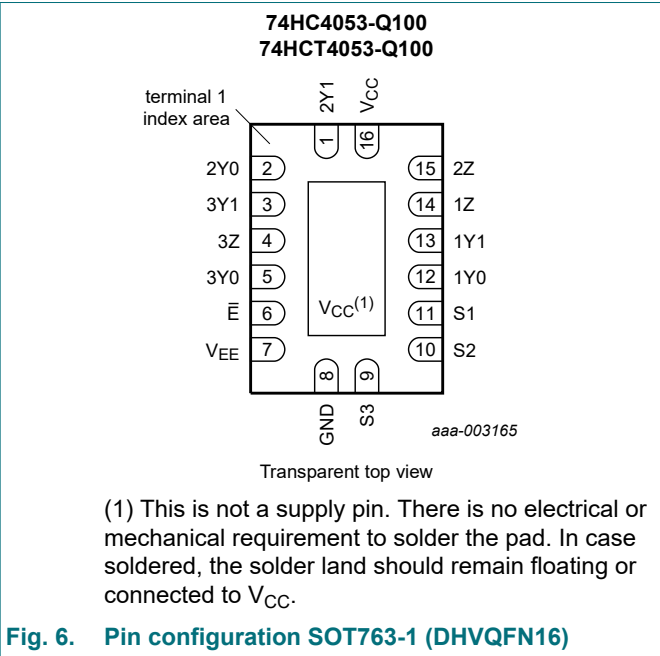 74HC4053-Q100
74HCT4053-Q100
terminal 1
index area
2Y1
VCC
1
16
2Y0 2
15 2Z
3Y1 3
14 1Z
3Z 4
13 1Y1
3Y0 5
12 1Y0
E̅ 6
VCC(1)
11 S1
VEE 7
10 S2
8
9
GND
S3
aaa-003165
Transparent top view
(1) This is not a supply pin. There is no electrical or
mechanical requirement to solder the pad. In case
soldered, the solder land should remain floating or
connected to VCC.
Fig. 6. Pin configuration SOT763-1 (DHVQFN16)